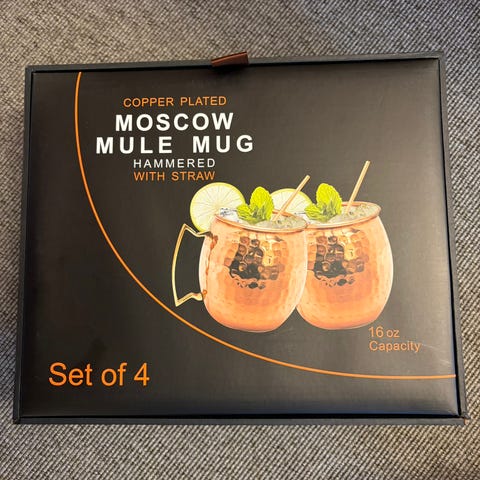 COPPER PLATED
MOSCOW
MULE MUG
HAMMERED
WITH STRAW
16 oz
Capacity
Set of 4